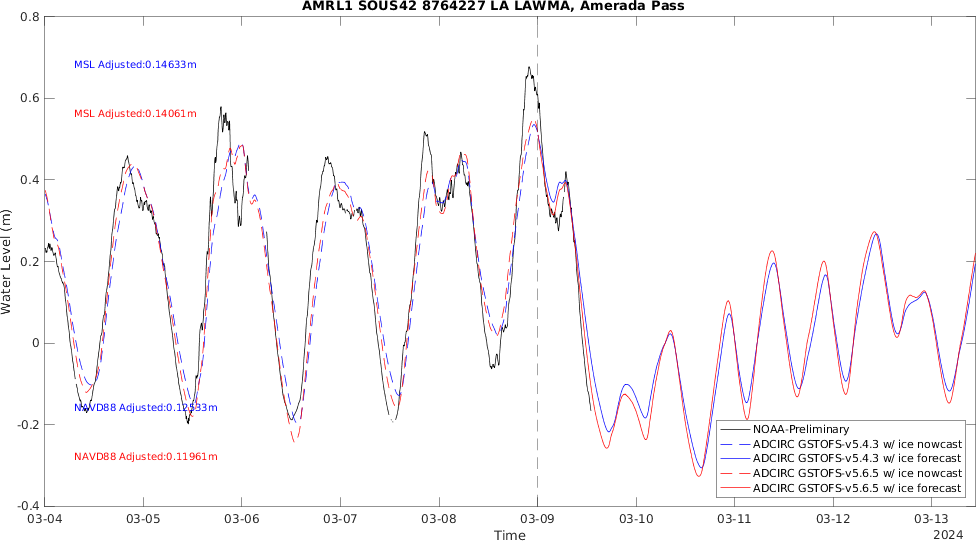 AMRL1 SOUS42 8764227 LA LAWMA, Amerada Pass
0.8
0.6
0.4
0.2
0
-0.2
-0.4
Water Level (m)
MSL Adjusted:0.14633m
MSL Adjusted:0.14061m
NAVD88 Adjusted:0.12533m
NAVD88 Adjusted:0.11961m
NOAA-Preliminary
ADCIRC GSTOFS-v5.4.3 w/ ice nowcast
ADCIRC GSTOFS-v5.4.3 w/ ice forecast
ADCIRC GSTOFS-v5.6.5 w/ ice nowcast
ADCIRC GSTOFS-v5.6.5 w/ ice forecast
03-04 03-05 03-06 03-07 03-08 03-09 03-10 03-11 03-12 03-13
Time
2024